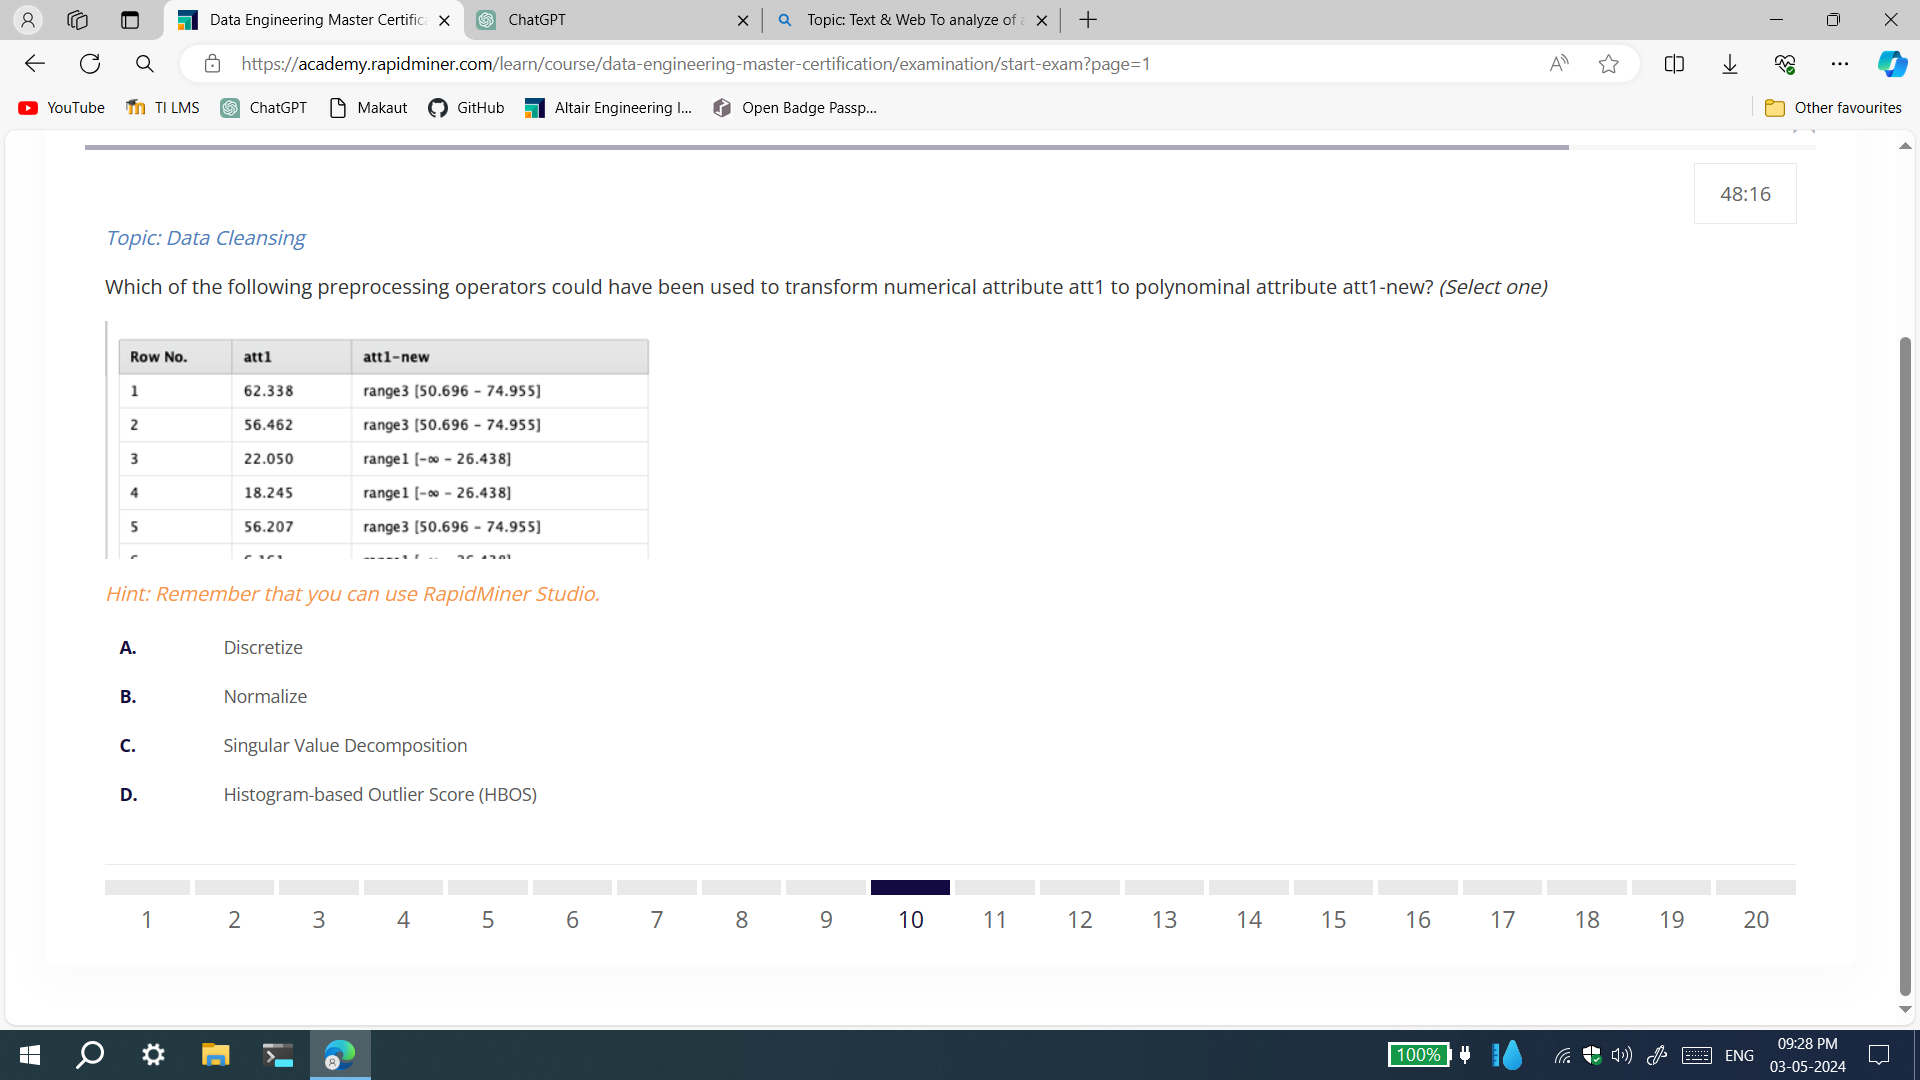 Data Engineering Master Certific
ChatGPT
Topic: Text & Web To analyze of a
https://academy.rapidminer.com/learn/course/data-engineering-master-certification/examination/start-exam?page=1
YouTube
TI LMS
ChatGPT
Makaut
GitHub
Altair Engineering I...
Open Badge Passp...
Other favourites
48:16
Topic: Data Cleansing
Which of the following preprocessing operators could have been used to transform numerical attribute att1 to polynominal attribute att1-new? (Select one)
Row No. att1 att1-new
1 62.338 range3 [50.696 - 74.955]
2 56.462 range3 [50.696 - 74.955]
3 22.050 range1 [-∞ - 26.438]
4 18.245 range1 [-∞ - 26.438]
5 56.207 range3 [50.696 - 74.955]
Hint: Remember that you can use RapidMiner Studio.
A. Discretize
B. Normalize
C. Singular Value Decomposition
D. Histogram-based Outlier Score (HBOS)
1 2 3 4 5 6 7 8 9 10 11 12 13 14 15 16 17 18 19 20
100%
ENG
09:28 PM
03-05-2024